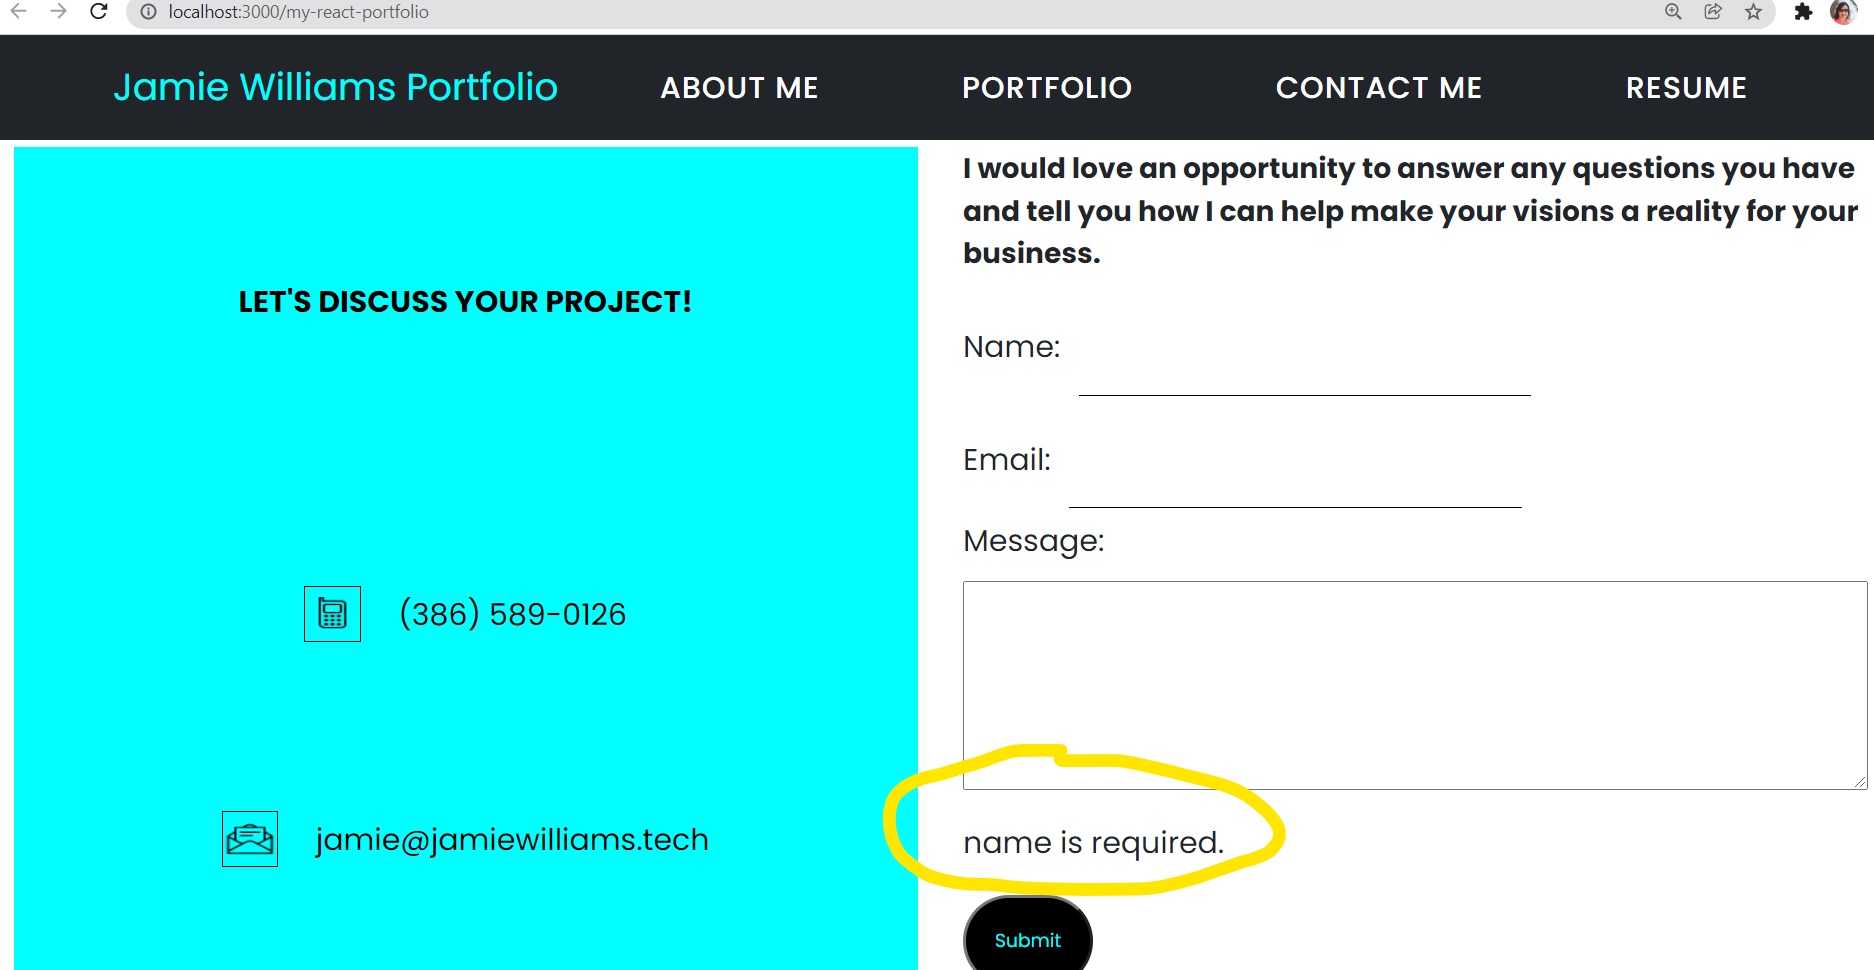 localhost:3000/my-react-portfolio
Jamie Williams Portfolio ABOUT ME PORTFOLIO CONTACT ME RESUME
LET'S DISCUSS YOUR PROJECT!
(386) 589-0126
jamie@jamiewilliams.tech
I would love an opportunity to answer any questions you have
and tell you how I can help make your visions a reality for your
business.
Name:
Email:
Message:
name is required.
Submit